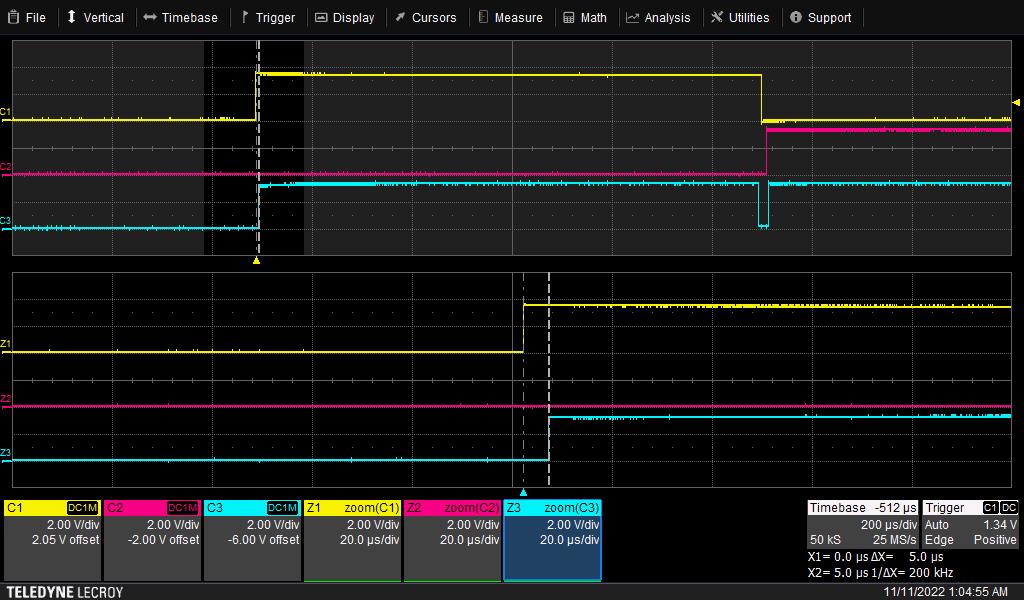 File Vertical Timebase Trigger Display Cursors Measure Math Analysis Utilities Support
C1
C2
C3
Z1
Z2
Z3
C1 DC1M
2.00 V/div
2.05 V offset
C2 DC1M
2.00 V/div
-2.00 V offset
C3 DC1M
2.00 V/div
-6.00 V offset
Z1 zoom(C1)
2.00 V/div
20.0 µs/div
Z2 zoom(C2)
2.00 V/div
20.0 µs/div
Z3 zoom(C3)
2.00 V/div
20.0 µs/div
Timebase -512 µs
200 µs/div
50 kS 25 MS/s
Trigger C1 DC
Auto 1.34 V
Edge Positive
X1= 0.0 µs ΔX= 5.0 µs
X2= 5.0 µs 1/ΔX= 200 kHz
TELEDYNE LECROY
11/11/2022 1:04:55 AM